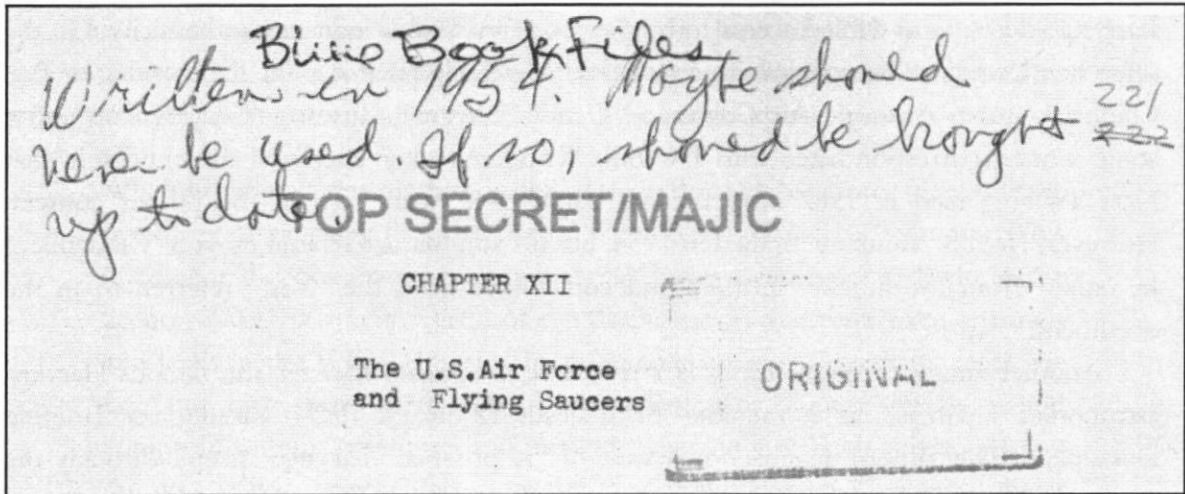 Blue Book Files
Written in 1954. Maybe should
never be used. If so, should be brought
up to date.
221
222
TOP SECRET/MAJIC
CHAPTER XII
The U.S.Air Force
and Flying Saucers
ORIGINAL